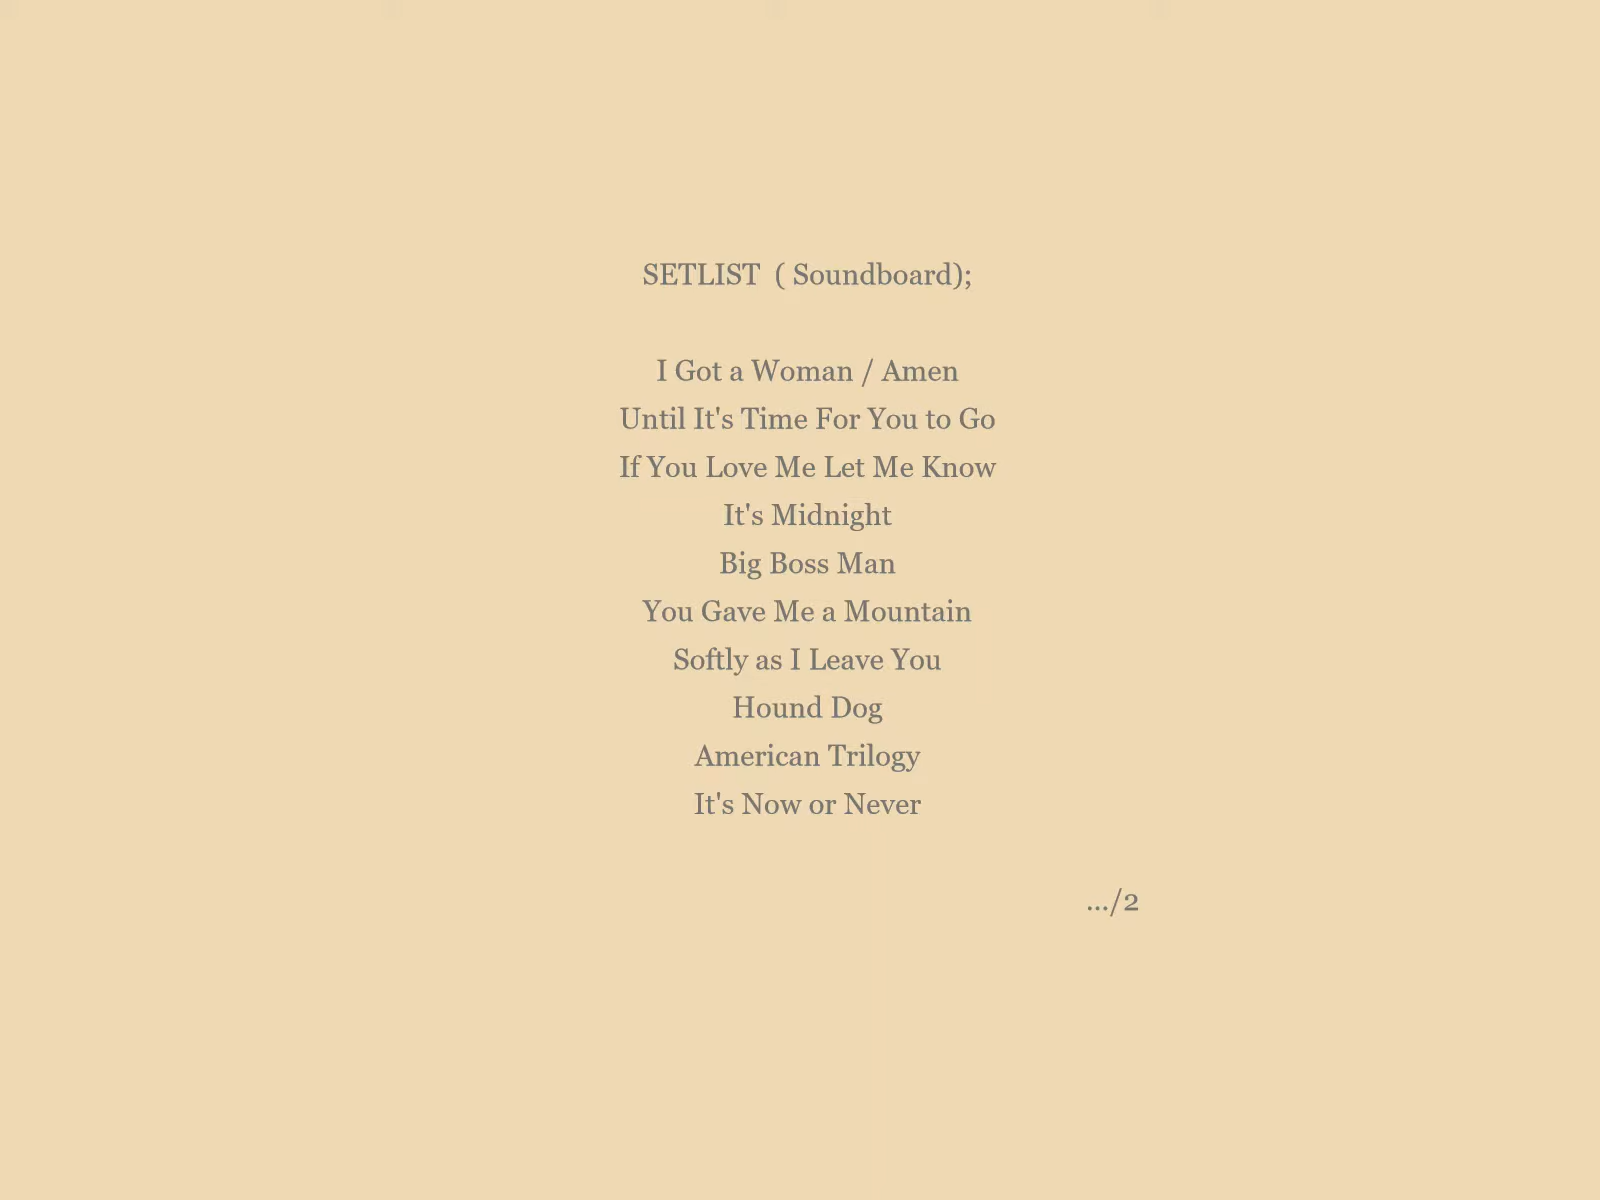 SETLIST  ( Soundboard);
I Got a Woman / Amen
Until It's Time For You to Go
If You Love Me Let Me Know
It's Midnight
Big Boss Man
You Gave Me a Mountain
Softly as I Leave You
Hound Dog
American Trilogy
It's Now or Never
.../2